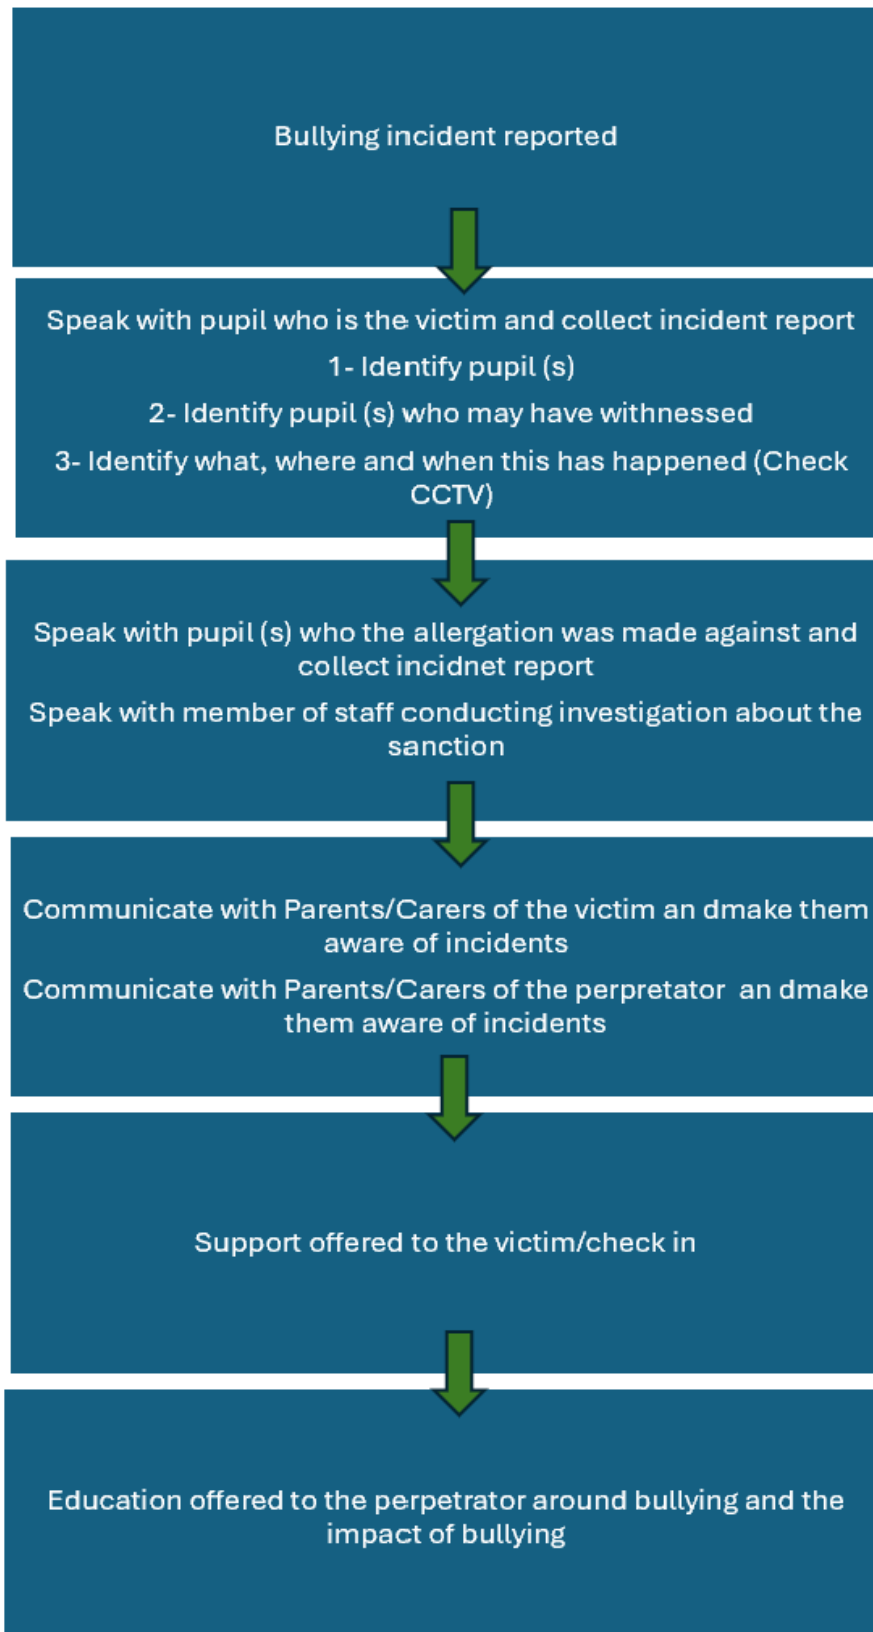 Bullying incident reported
Speak with pupil who is the victim and collect incident report
1- Identify pupil (s)
2- Identify pupil (s) who may have withnessed
3- Identify what, where and when this has happened (Check
CCTV)
Speak with pupil (s) who the allergation was made against and
collect incidnet report
Speak with member of staff conducting investigation about the
sanction
Communicate with Parents/Carers of the victim an dmake them
aware of incidents
Communicate with Parents/Carers of the perpretator an dmake
them aware of incidents
Support offered to the victim/check in
Education offered to the perpetrator around bullying and the
impact of bullying